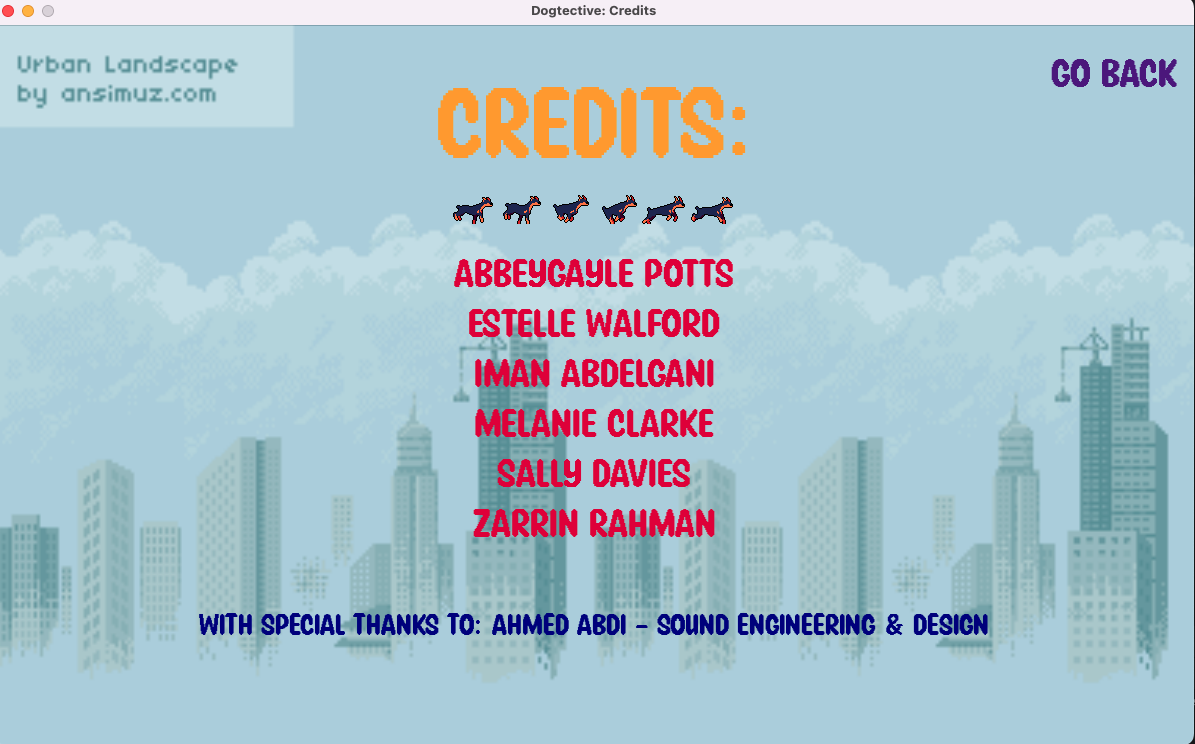 Dogtective: Credits
Urban Landscape
by ansimuz.com
GO BACK
CREDITS:
ABBEYGAYLE POTTS
ESTELLE WALFORD
IMAN ABDELGANI
MELANIE CLARKE
SALLY DAVIES
ZARRIN RAHMAN
WITH SPECIAL THANKS TO: AHMED ABDI - SOUND ENGINEERING & DESIGN